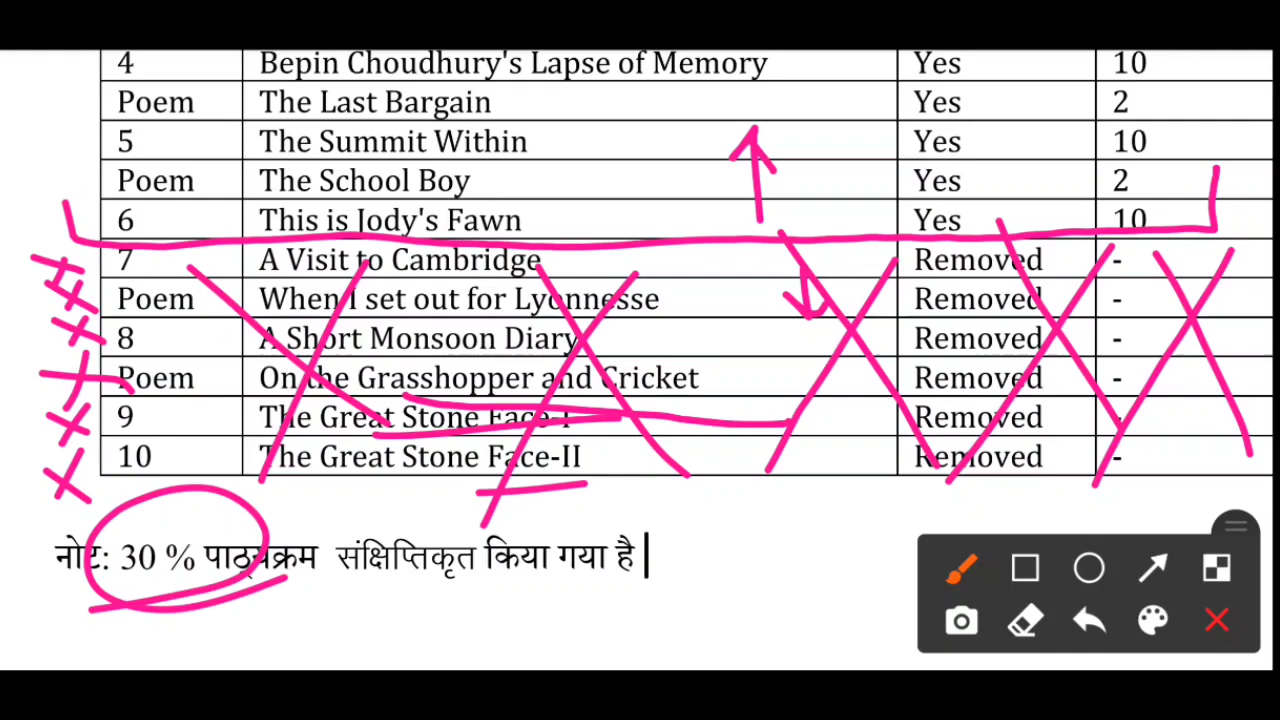 4 Bepin Choudhury's Lapse of Memory Yes 10
Poem The Last Bargain Yes 2
5 The Summit Within Yes 10
Poem The School Boy Yes 2
6 This is Jody's Fawn Yes 10
7 A Visit to Cambridge Removed -
Poem When I set out for Lyonnesse Removed -
8 A Short Monsoon Diary Removed -
Poem On the Grasshopper and Cricket Removed -
9 The Great Stone Face-I Removed -
10 The Great Stone Face-II Removed -
नोट: 30 % पाठ्यक्रम संक्षिप्तिकृत किया गया है |